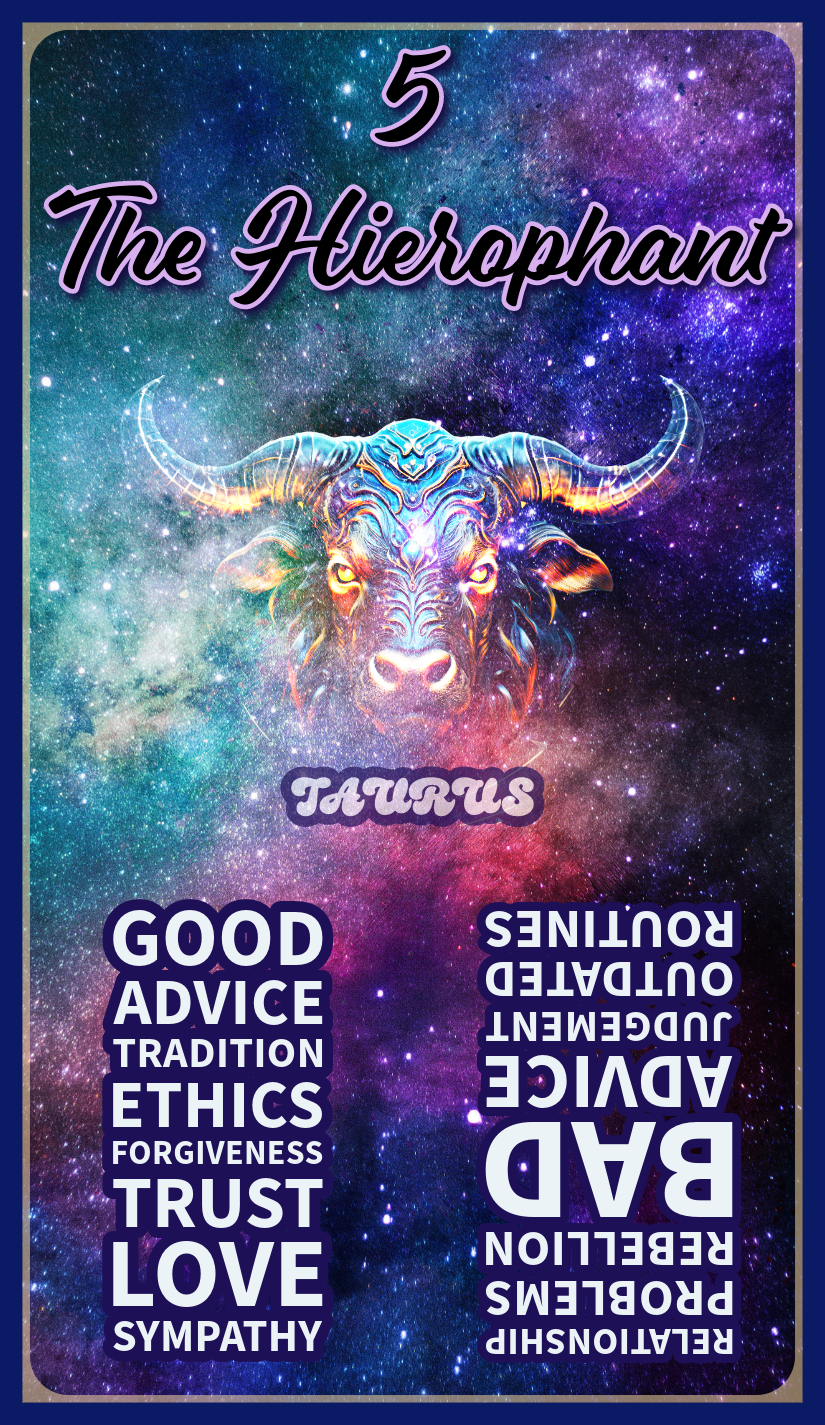 5
The Hierophant
TAURUS
GOOD
ADVICE
TRADITION
ETHICS
FORGIVENESS
TRUST
LOVE
SYMPATHY
RELATIONSHIP
PROBLEMS
REBELLION
BAD
ADVICE
JUDGEMENT
OUTDATED
ROUTINES